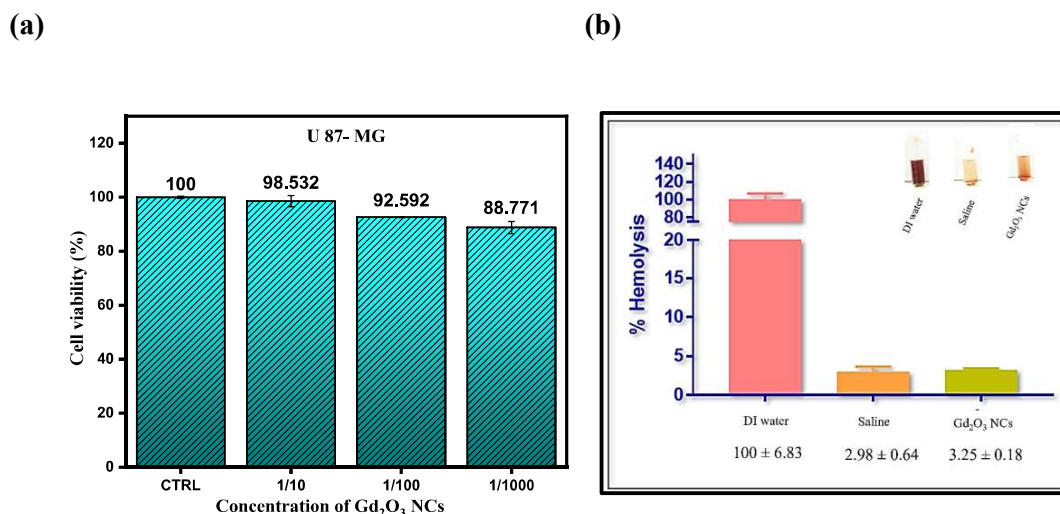 (a)
(b)
U 87- MG
Cell viability (%)
120
100
80
60
40
20
0
100
98.532
92.592
88.771
CTRL
1/10
1/100
1/1000
Concentration of Gd₂O₃ NCs
% Hemolysis
140
120
100
80
20
15
10
5
0
DI water
Saline
Gd₂O₃ NCs
DI water
Saline
Gd₂O₃ NCs
100 ± 6.83
2.98 ± 0.64
3.25 ± 0.18